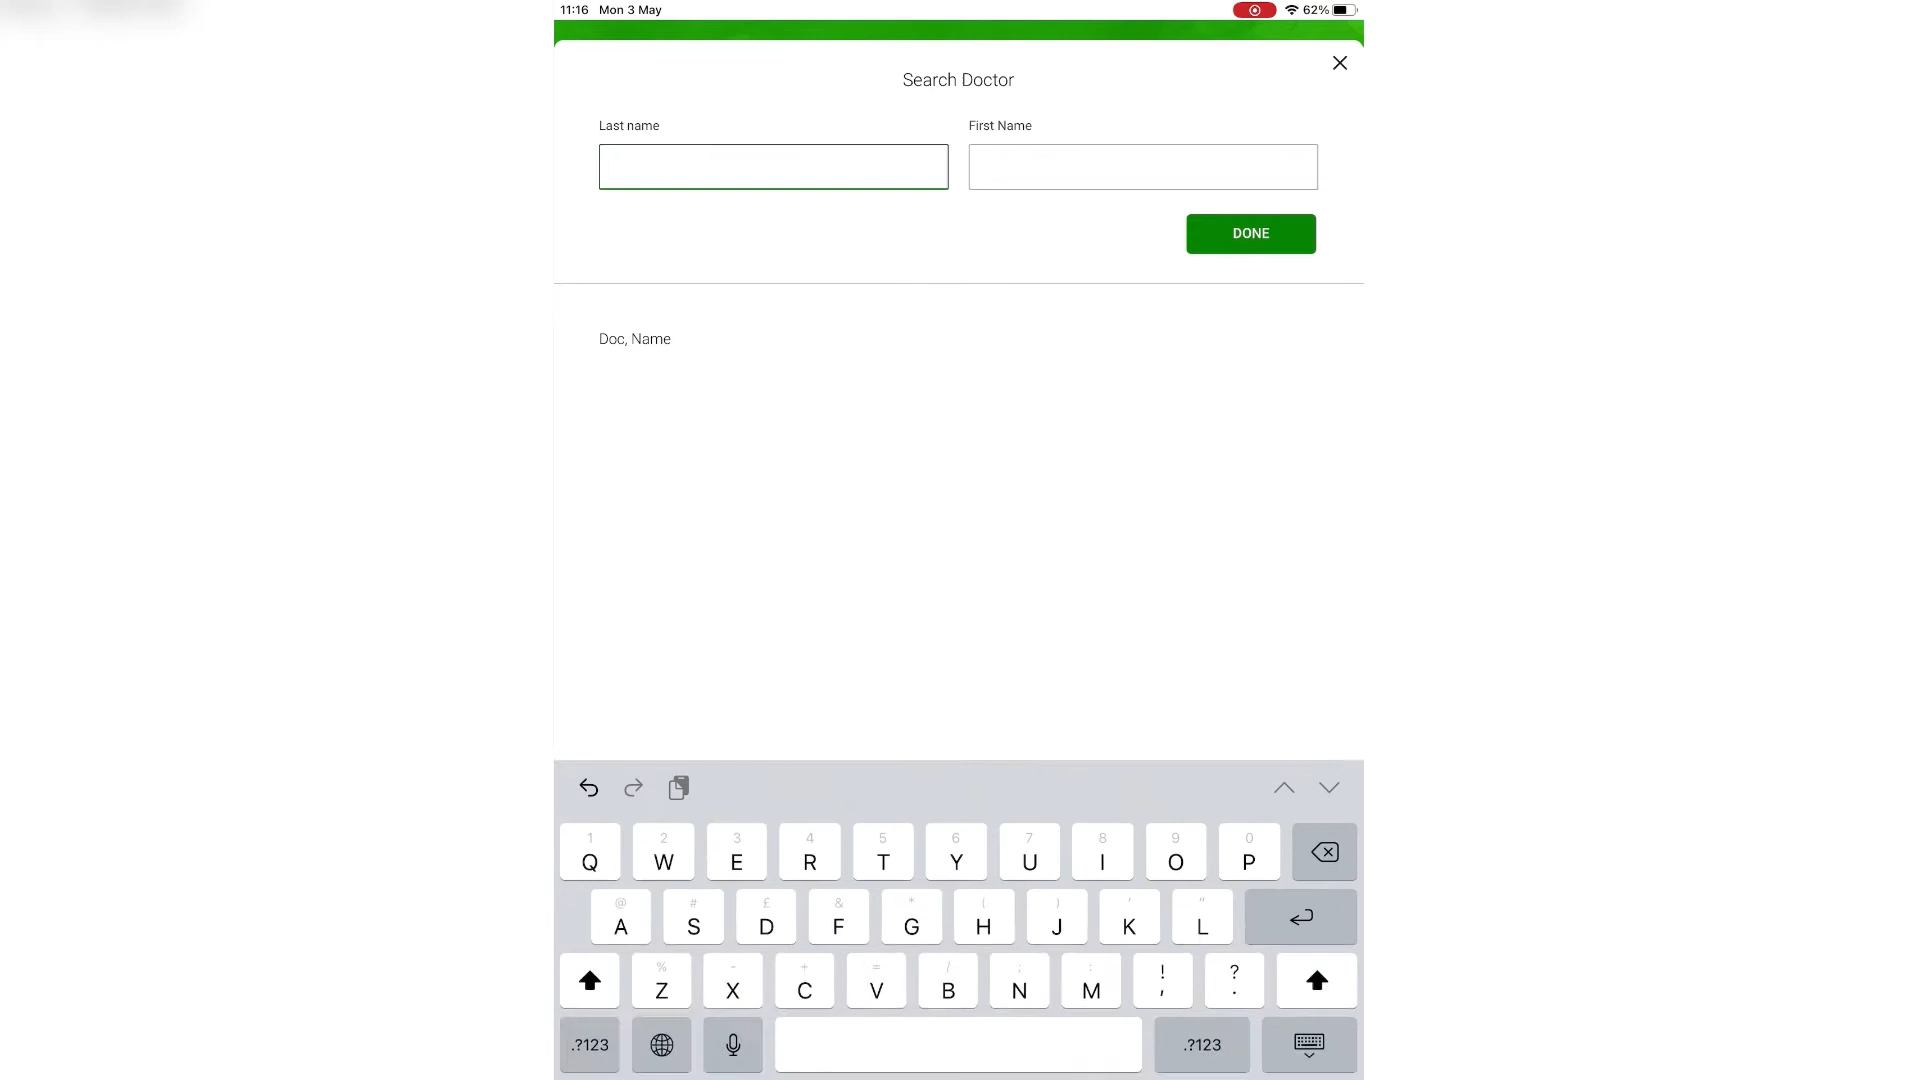 11:16 Mon 3 May 62%
Search Doctor
Last name First Name
DONE
Doc, Name
1 2 3 4 5 6 7 8 9 0
Q W E R T Y U I O P
@ # £ & * ( ) ' "
A S D F G H J K L
% - + = / ; : ! ?
Z X C V B N M , .
.?123 .?123